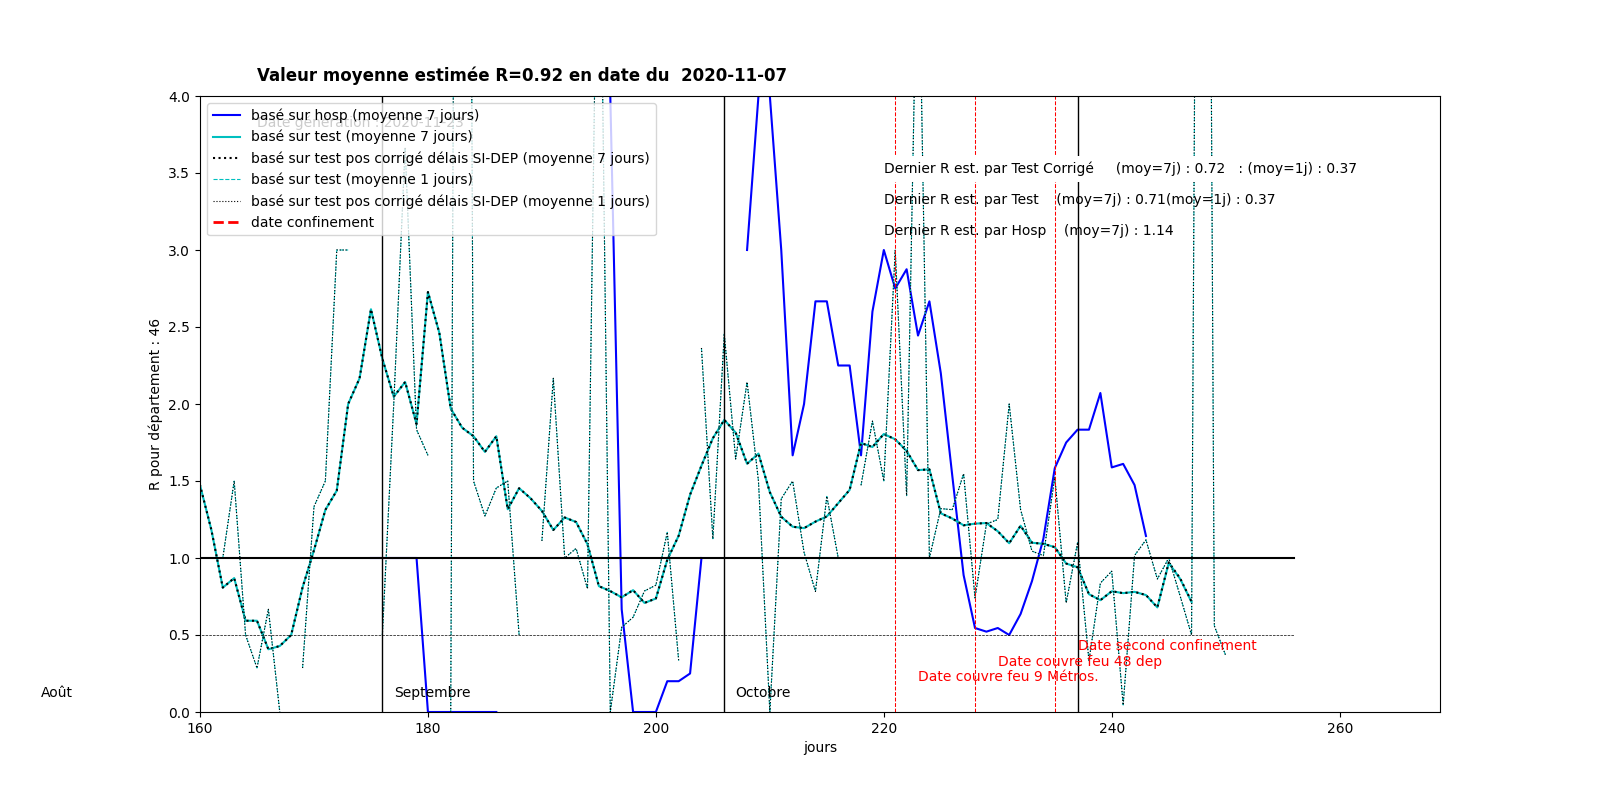 Valeur moyenne estimée R=0.92 en date du  2020-11-07
Date génération : 2020-11-23
basé sur hosp (moyenne 7 jours)
basé sur test (moyenne 7 jours)
basé sur test pos corrigé délais SI-DEP (moyenne 7 jours)
basé sur test (moyenne 1 jours)
basé sur test pos corrigé délais SI-DEP (moyenne 1 jours)
date confinement
Dernier R est. par Test Corrigé     (moy=7j) : 0.72   : (moy=1j) : 0.37
Dernier R est. par Test    (moy=7j) : 0.71(moy=1j) : 0.37
Dernier R est. par Hosp    (moy=7j) : 1.14
R pour département : 46
4.0
3.5
3.0
2.5
2.0
1.5
1.0
0.5
0.0
Date second confinement
Date couvre feu 48 dep
Date couvre feu 9 Métros.
Août
Septembre
Octobre
160
180
200
220
240
260
jours